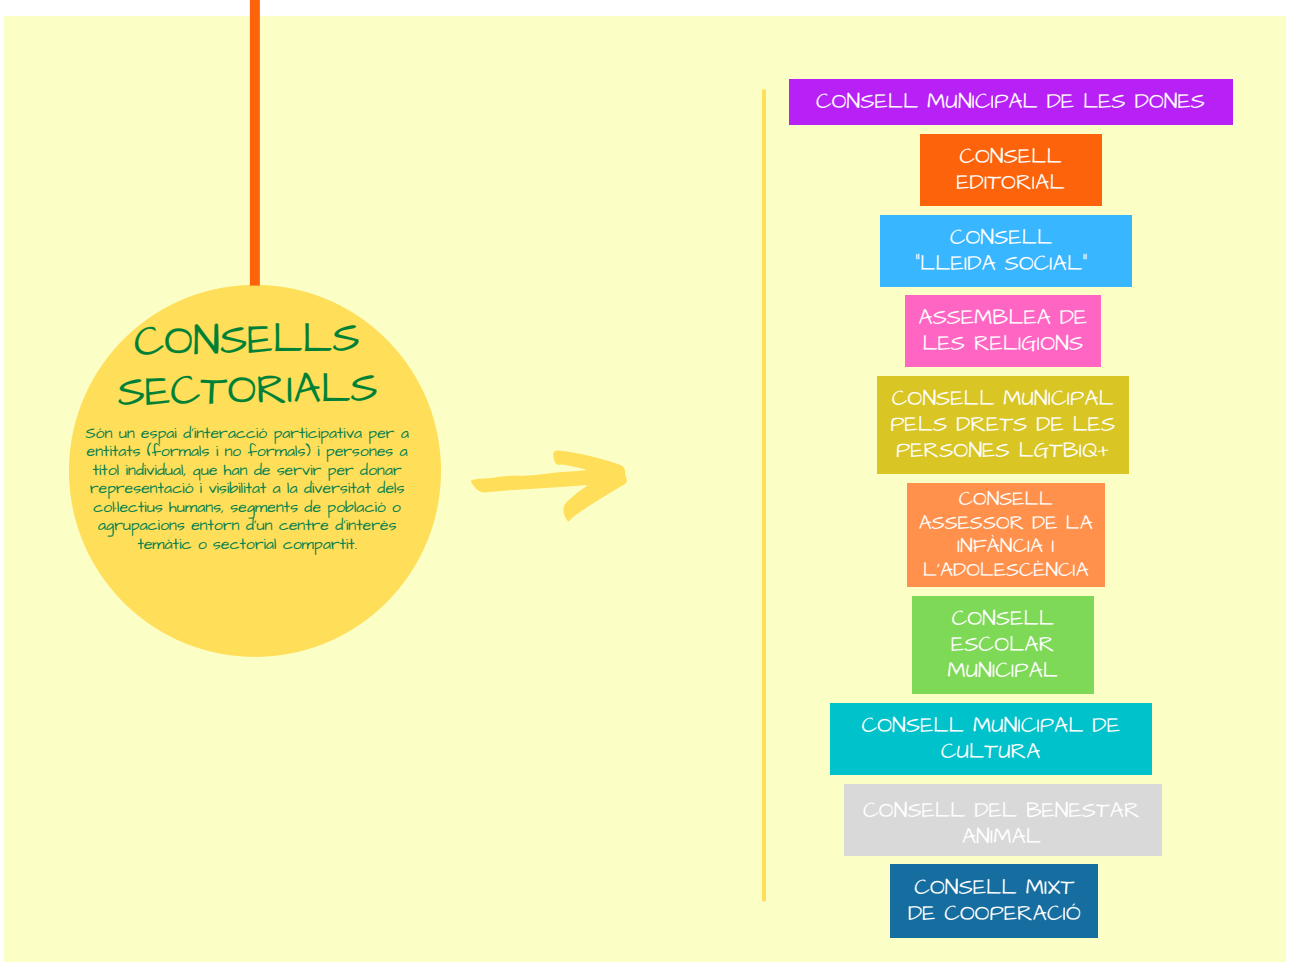 CONSELLS
SECTORIALS
Són un espai d'interacció participativa per a
entitats (formals i no formals) i persones a
títol individual, que han de servir per donar
representació i visibilitat a la diversitat dels
col·lectius humans, segments de població o
agrupacions entorn d'un centre d'interès
temàtic o sectorial compartit.
CONSELL MUNICIPAL DE LES DONES
CONSELL
EDITORIAL
CONSELL
"LLEIDA SOCIAL"
ASSEMBLEA DE
LES RELIGIONS
CONSELL MUNICIPAL
PELS DRETS DE LES
PERSONES LGTBIQ+
CONSELL
ASSESSOR DE LA
INFÀNCIA I
L'ADOLESCÈNCIA
CONSELL
ESCOLAR
MUNICIPAL
CONSELL MUNICIPAL DE
CULTURA
CONSELL DEL BENESTAR
ANIMAL
CONSELL MIXT
DE COOPERACIÓ